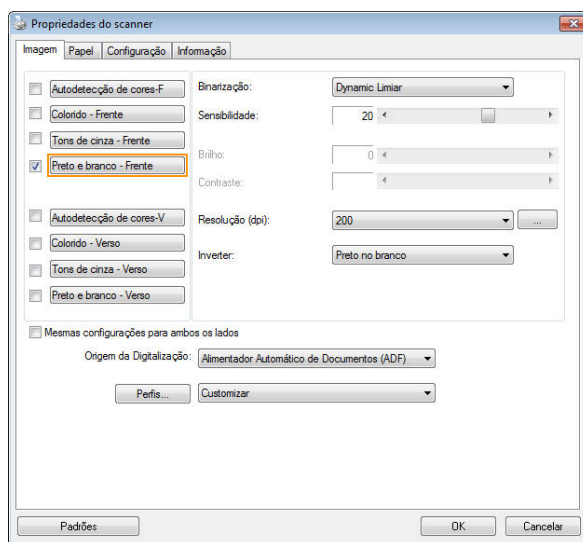 Propriedades do scanner
Imagem Papel Configuração Informação
Autodetecção de cores-F
Colorido - Frente
Tons de cinza - Frente
Preto e branco - Frente
Autodetecção de cores-V
Colorido - Verso
Tons de cinza - Verso
Preto e branco - Verso
Binarização: Dynamic Limiar
Sensibilidade: 20
Brilho: 0
Contraste:
Resolução (dpi): 200 ...
Inverter: Preto no branco
Mesmas configurações para ambos os lados
Origem da Digitalização: Alimentador Automático de Documentos (ADF)
Perfis... Customizar
Padrões OK Cancelar